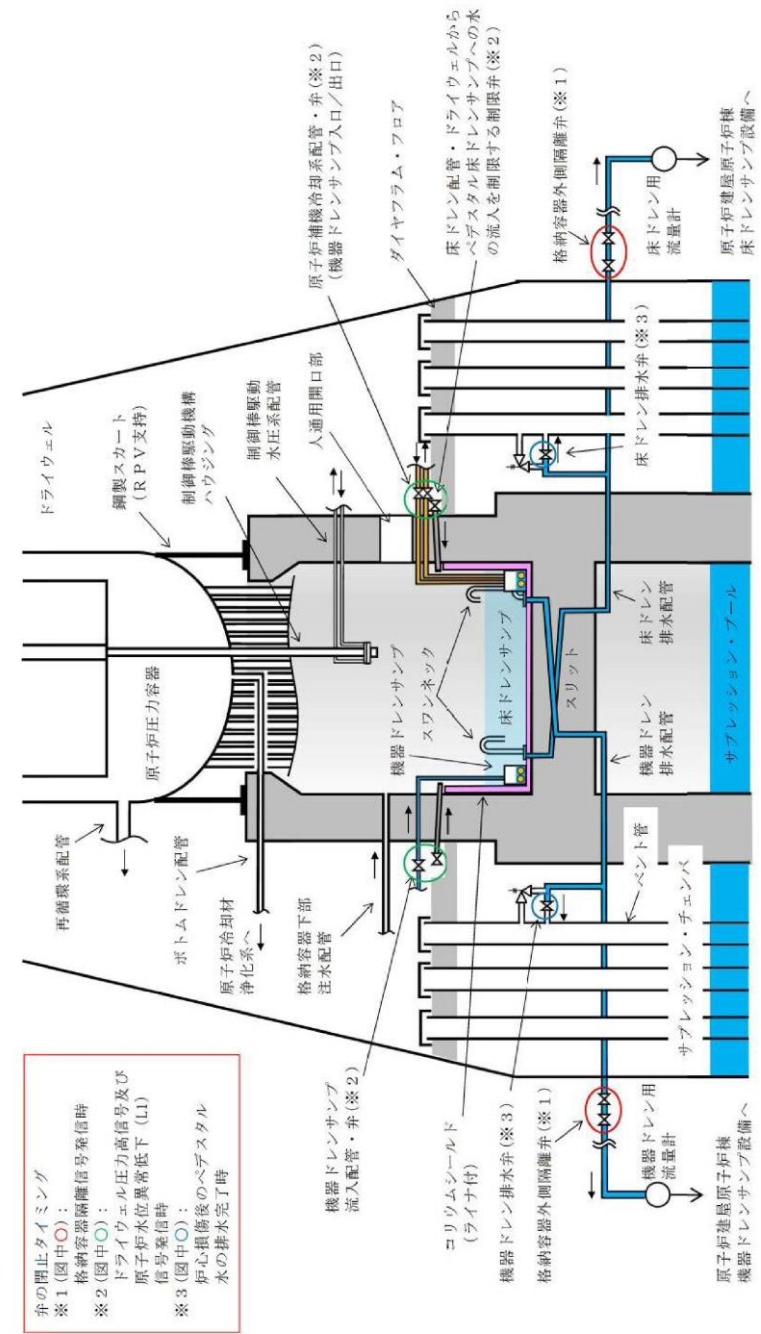 弁の閉止タイミング
※1(図中○):
格納容器隔離信号発信時
※2(図中○):
ドライウェル圧力高信号及び
原子炉水位異常低下 (L1)
信号発信時
※3(図中○):
炉心損傷後のペデスタル
水の排水完了時
再循環系配管
ボトムドレン配管
原子炉冷却材
浄化系へ
格納容器下部
注水配管
機器ドレンサンプ
流入配管・弁(※2)
コリウムシールド
(ライナ付)
機器ドレン排水弁(※3)
格納容器外側隔離弁(※1)
機器ドレン用
流量計
原子炉建屋原子炉棟
機器ドレンサンプ設備へ
原子炉圧力容器
機器ドレンサンプ
スワンネック
床ドレンサンプ
スリット
機器ドレン
排水配管
床ドレン
排水配管
ベント管
サプレッション・チェンバ
サプレッション・プール
ドライウェル
鋼製スカート
(RPV支持)
制御棒駆動機構
ハウジング
制御棒駆動
水圧系配管
人通用開口部
原子炉補機冷却系配管・弁(※2)
(機器ドレンサンプ入口/出口)
床ドレン配管・ドライウェルから
ペデスタル床ドレンサンプへの水
の流入を制限する制限弁(※2)
ダイヤフラム・フロア
格納容器外側隔離弁(※1)
床ドレン排水弁(※3)
床ドレン用
流量計
原子炉建屋原子炉棟
床ドレンサンプ設備へ